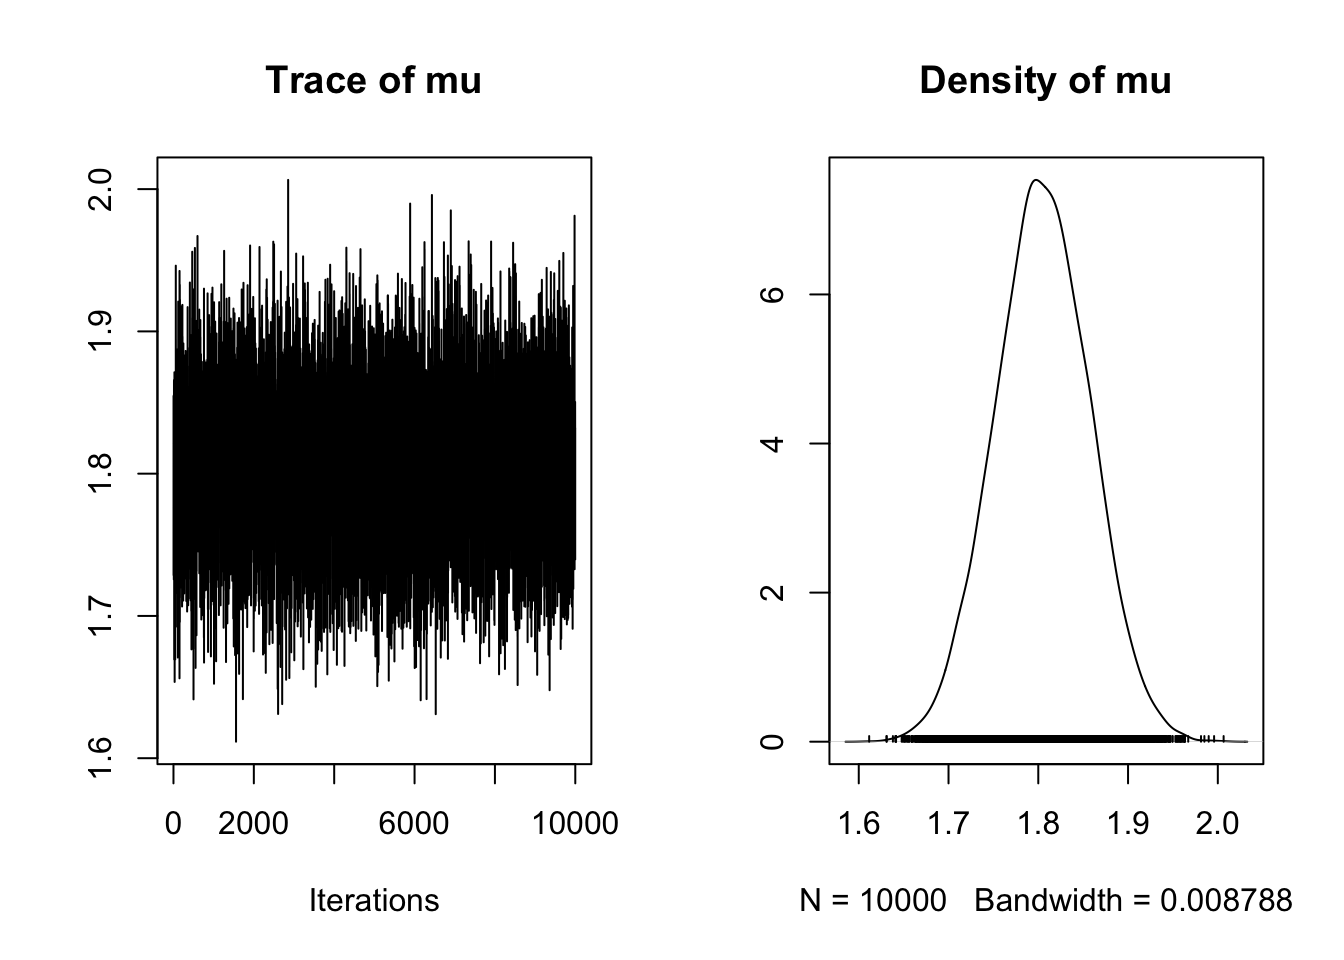 Trace of mu
2.0
1.9
1.8
1.7
1.6
0 2000 6000 10000
Iterations
Density of mu
6
4
2
0
1.6 1.7 1.8 1.9 2.0
N = 10000 Bandwidth = 0.008788